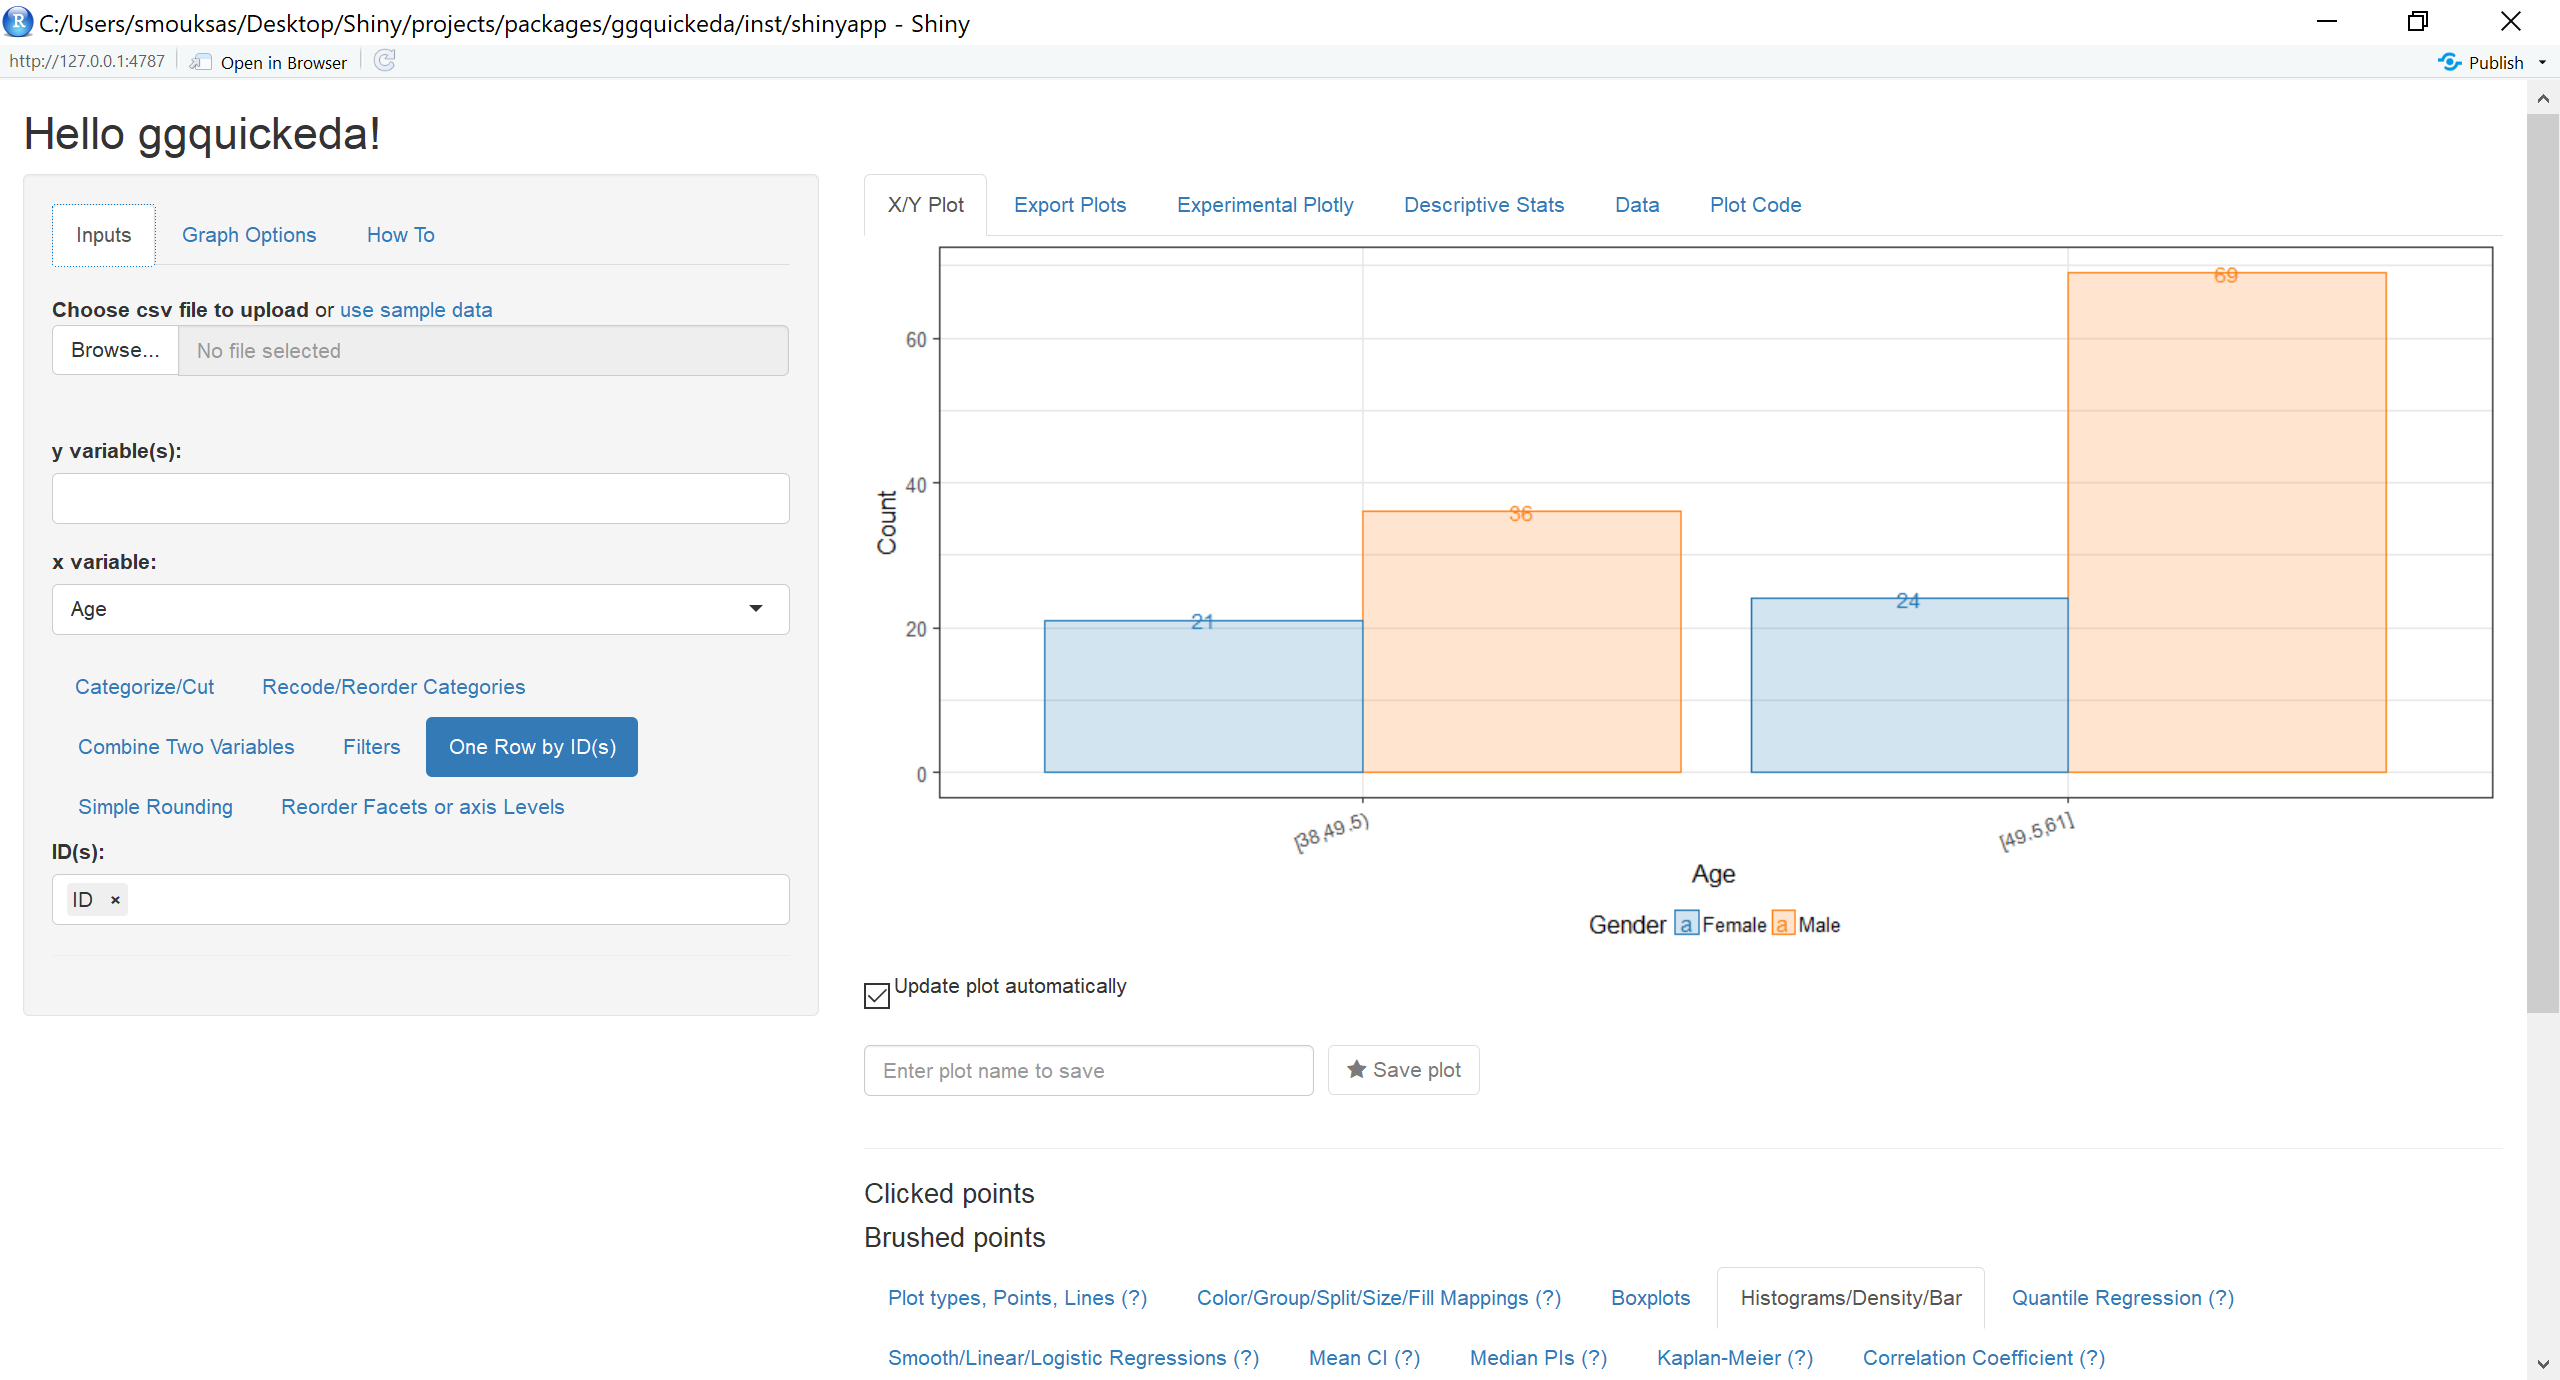 C:/Users/smouksas/Desktop/Shiny/projects/packages/ggquickeda/inst/shinyapp - Shiny
http://127.0.0.1:4787 Open in Browser Publish
Hello ggquickeda!
Inputs Graph Options How To
Choose csv file to upload or use sample data
Browse... No file selected
y variable(s):
x variable:
Age
Categorize/Cut Recode/Reorder Categories
Combine Two Variables Filters One Row by ID(s)
Simple Rounding Reorder Facets or axis Levels
ID(s):
ID ×
X/Y Plot Export Plots Experimental Plotly Descriptive Stats Data Plot Code
69
60
40
36
24
21
20
0
Count
[38,49.5) [49.5,61]
Age
Gender a Female a Male
Update plot automatically
Enter plot name to save Save plot
Clicked points
Brushed points
Plot types, Points, Lines (?) Color/Group/Split/Size/Fill Mappings (?) Boxplots Histograms/Density/Bar Quantile Regression (?)
Smooth/Linear/Logistic Regressions (?) Mean CI (?) Median PIs (?) Kaplan-Meier (?) Correlation Coefficient (?)